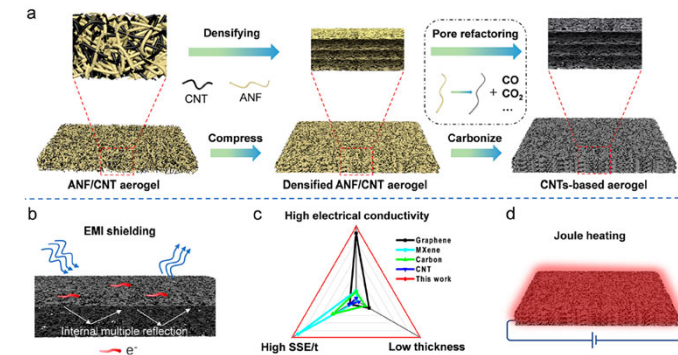 a
Densifying
Pore refactoring
CNT
ANF
CO
+ CO₂
...
Compress
Carbonize
ANF/CNT aerogel
Densified ANF/CNT aerogel
CNTs-based aerogel
b
EMI shielding
Internal multiple reflection
e⁻
c
High electrical conductivity
Graphene
MXene
Carbon
CNT
This work
High SSE/t
Low thickness
d
Joule heating